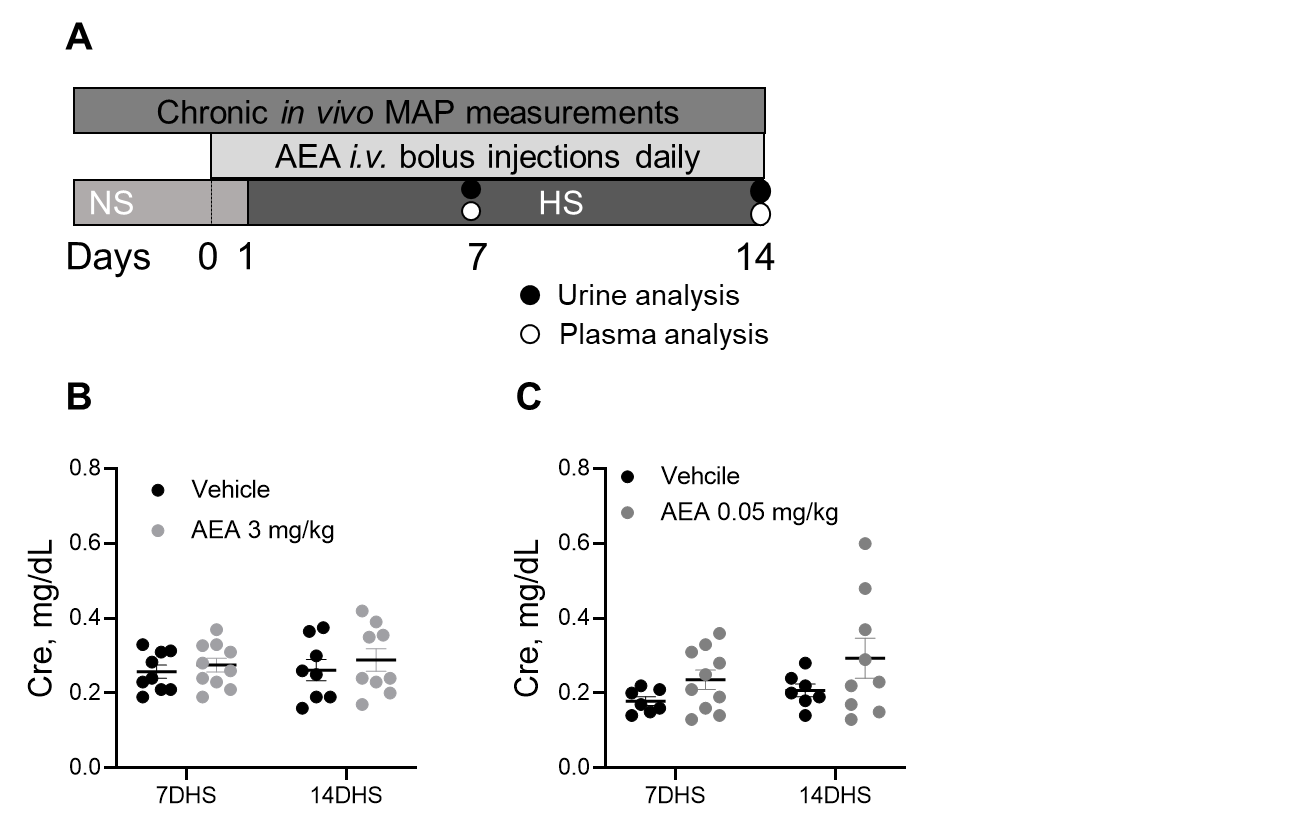 A
Chronic in vivo MAP measurements
AEA i.v. bolus injections daily
NS
HS
Days 0 1 7 14
Urine analysis
Plasma analysis
B
Cre, mg/dL
0.8
0.6
0.4
0.2
0.0
Vehicle
AEA 3 mg/kg
7DHS
14DHS
C
Cre, mg/dL
0.8
0.6
0.4
0.2
0.0
Vehcile
AEA 0.05 mg/kg
7DHS
14DHS